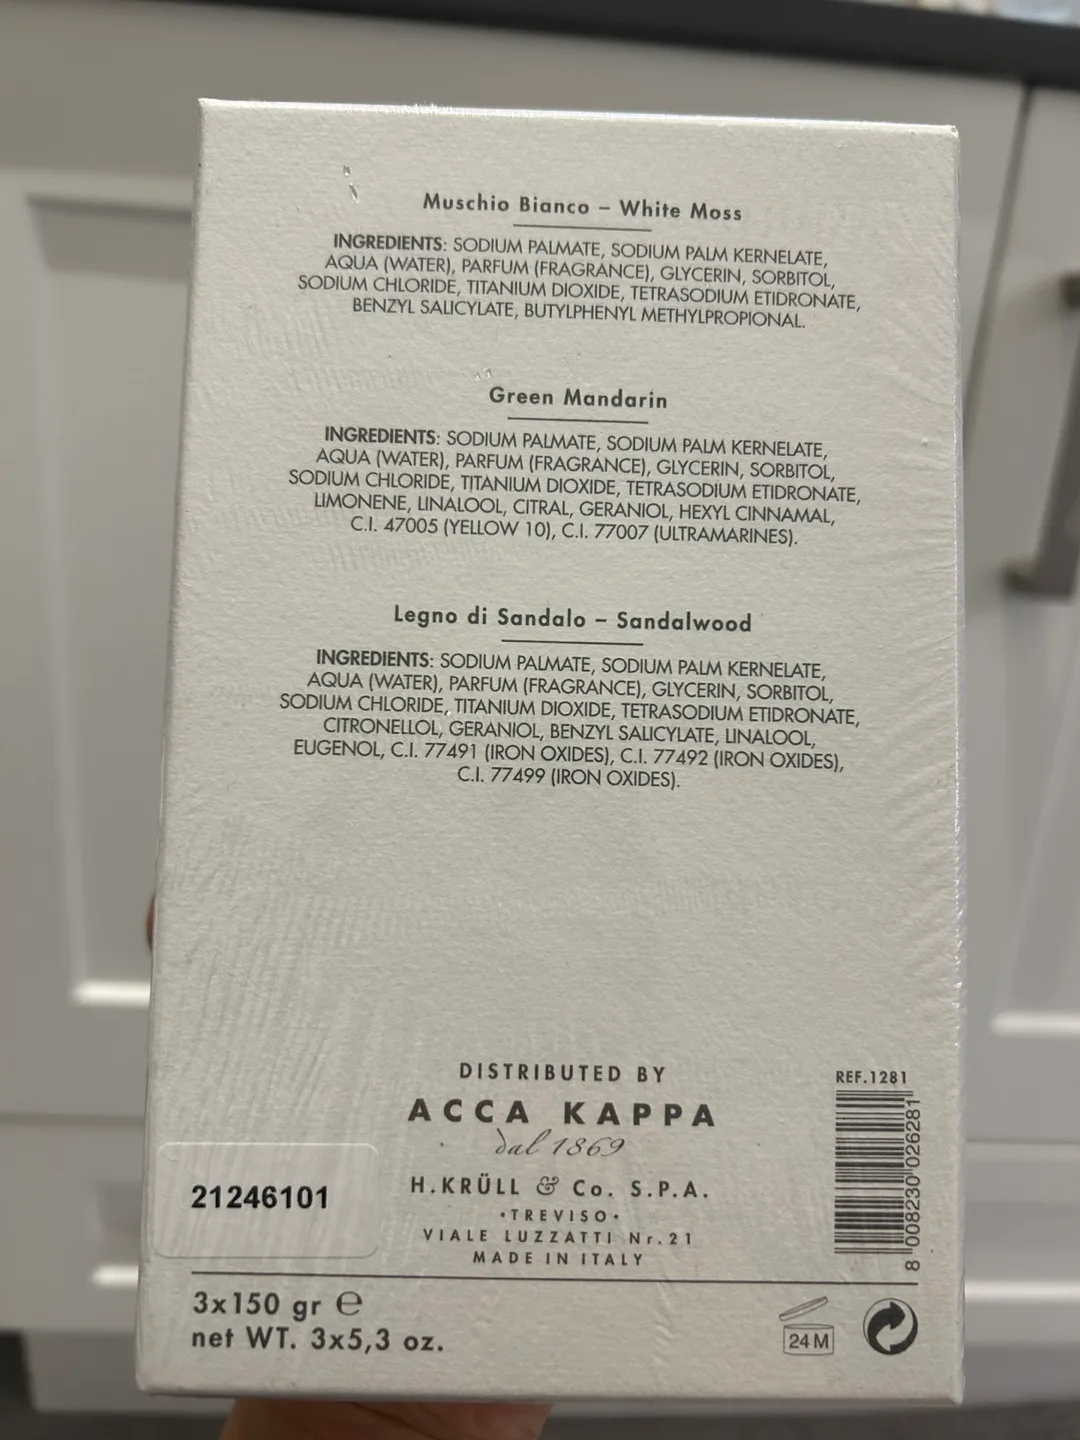 Muschio Bianco – White Moss
INGREDIENTS: SODIUM PALMATE, SODIUM PALM KERNELATE,
AQUA (WATER), PARFUM (FRAGRANCE), GLYCERIN, SORBITOL,
SODIUM CHLORIDE, TITANIUM DIOXIDE, TETRASODIUM ETIDRONATE,
BENZYL SALICYLATE, BUTYLPHENYL METHYLPROPIONAL.
Green Mandarin
INGREDIENTS: SODIUM PALMATE, SODIUM PALM KERNELATE,
AQUA (WATER), PARFUM (FRAGRANCE), GLYCERIN, SORBITOL,
SODIUM CHLORIDE, TITANIUM DIOXIDE, TETRASODIUM ETIDRONATE,
LIMONENE, LINALOOL, CITRAL, GERANIOL, HEXYL CINNAMAL,
C.I. 47005 (YELLOW 10), C.I. 77007 (ULTRAMARINES).
Legno di Sandalo – Sandalwood
INGREDIENTS: SODIUM PALMATE, SODIUM PALM KERNELATE,
AQUA (WATER), PARFUM (FRAGRANCE), GLYCERIN, SORBITOL,
SODIUM CHLORIDE, TITANIUM DIOXIDE, TETRASODIUM ETIDRONATE,
CITRONELLOL, GERANIOL, BENZYL SALICYLATE, LINALOOL,
EUGENOL, C.I. 77491 (IRON OXIDES), C.I. 77492 (IRON OXIDES),
C.I. 77499 (IRON OXIDES).
DISTRIBUTED BY
ACCA KAPPA
dal 1869
H.KRÜLL & Co. S.P.A.
•TREVISO•
VIALE LUZZATTI Nr.21
MADE IN ITALY
21246101
REF.1281
8 008230 026281
3x150 gr ℮
net WT. 3x5,3 oz.
24 M